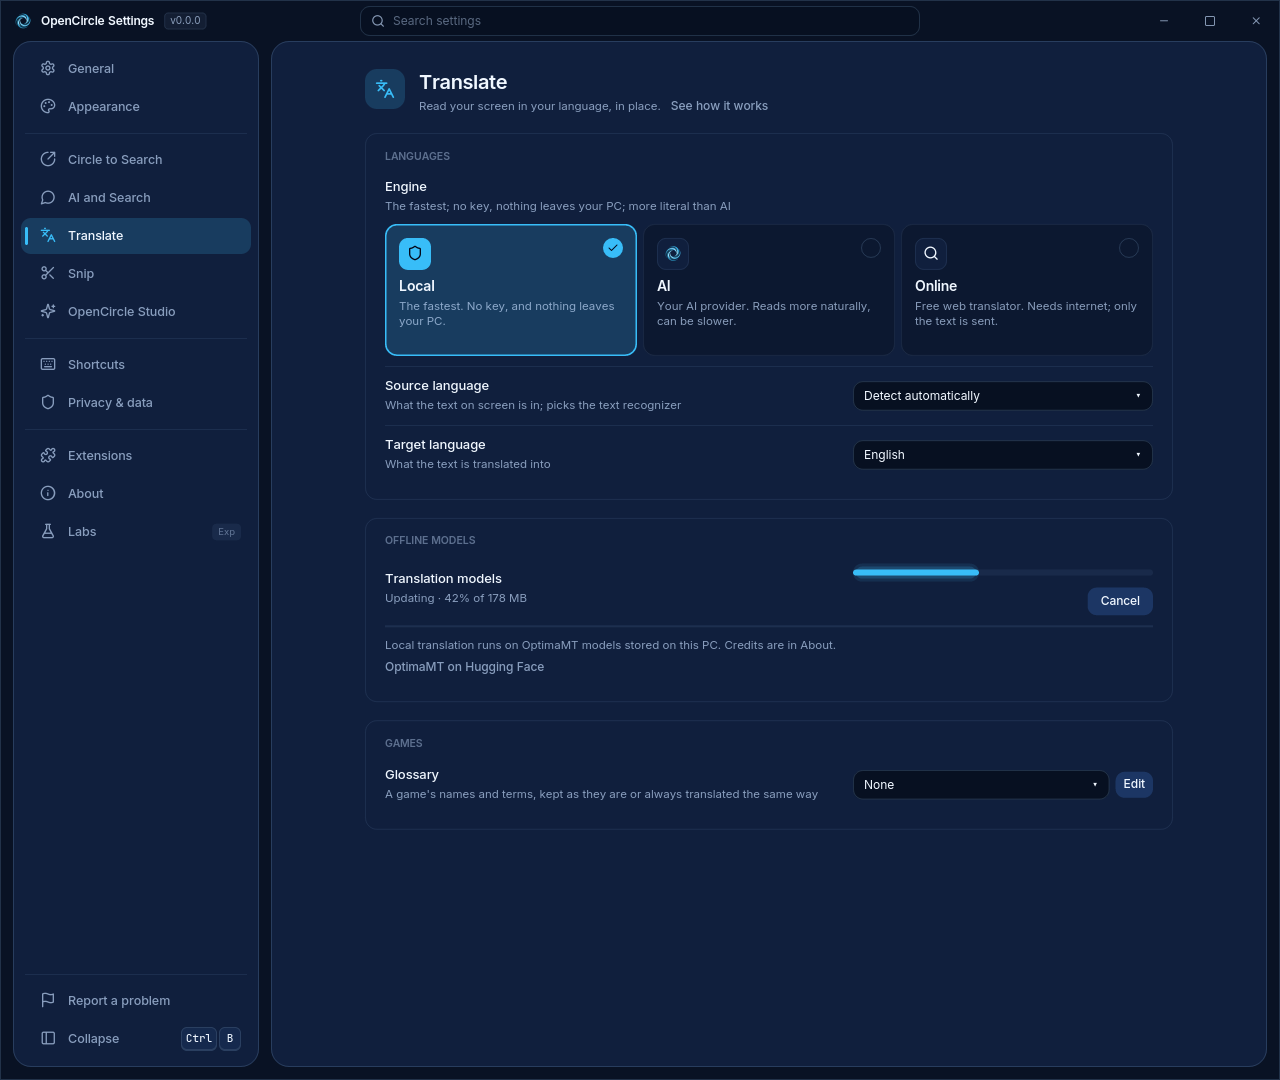 OpenCircle Settings v0.0.0
Search settings
General
Appearance
Circle to Search
AI and Search
Translate
Snip
OpenCircle Studio
Shortcuts
Privacy & data
Extensions
About
Labs Exp
Report a problem
Collapse Ctrl B
Translate
Read your screen in your language, in place. See how it works
LANGUAGES
Engine
The fastest; no key, nothing leaves your PC; more literal than AI
Local
The fastest. No key, and nothing leaves
your PC.
AI
Your AI provider. Reads more naturally,
can be slower.
Online
Free web translator. Needs internet; only
the text is sent.
Source language
What the text on screen is in; picks the text recognizer
Detect automatically
Target language
What the text is translated into
English
OFFLINE MODELS
Translation models
Updating · 42% of 178 MB
Cancel
Local translation runs on OptimaMT models stored on this PC. Credits are in About.
OptimaMT on Hugging Face
GAMES
Glossary
A game's names and terms, kept as they are or always translated the same way
None
Edit